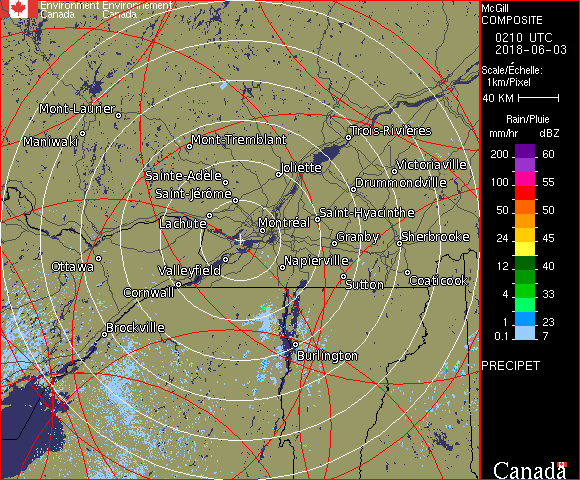 Environment Environnement
Canada Canada
McGill
COMPOSITE
0210 UTC
2018-06-03
Scale/Échelle:
1km/Pixel
40 KM
Rain/Pluie
mm/hr dBZ
200 60
150 57
100 55
50 50
24 45
12 40
4 33
1 23
0.1 7
PRECIPET
Canada
Mont-Laurier
Maniwaki
Mont-Tremblant
Trois-Rivières
Joliette
Victoriaville
Sainte-Adèle
Drummondville
Saint-Jérôme
Lachute
Saint-Hyacinthe
Montréal
Granby
Sherbrooke
Ottawa
Valleyfield
Napierville
Cornwall
Sutton
Coaticook
Brockville
Burlington